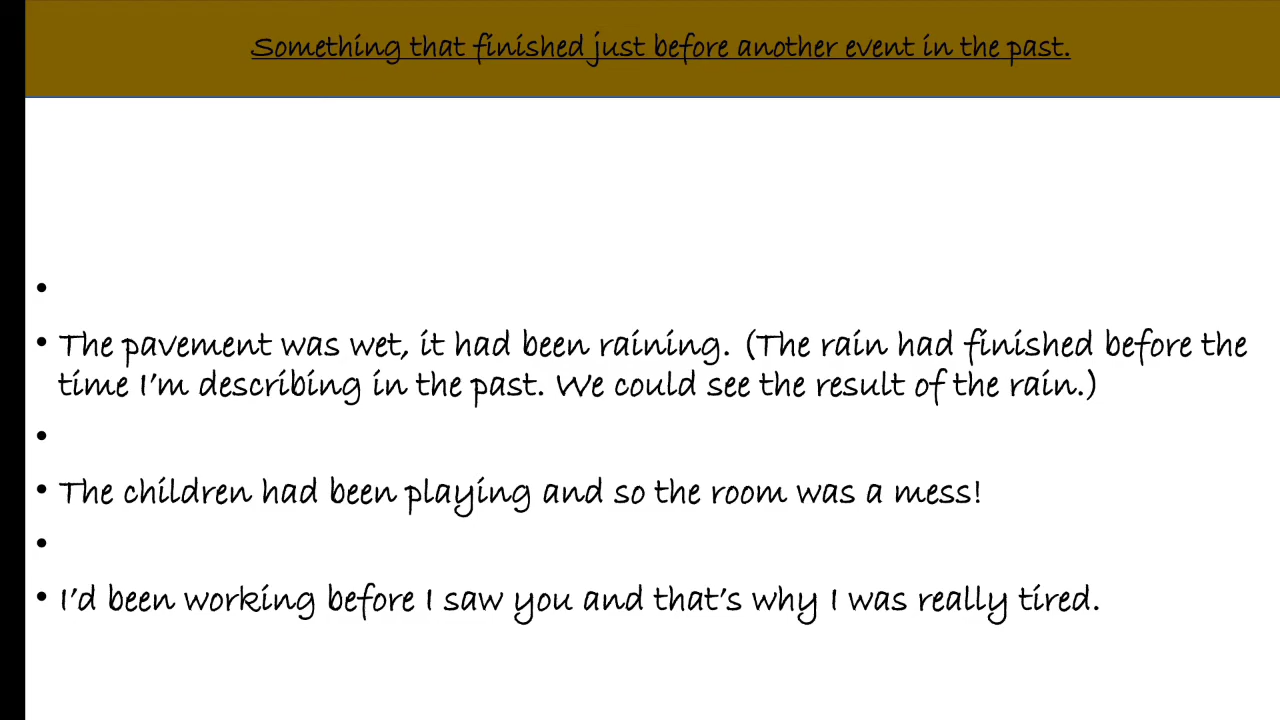 Something that finished just before another event in the past.
•
• The pavement was wet, it had been raining. (The rain had finished before the
time I'm describing in the past. We could see the result of the rain.)
•
• The children had been playing and so the room was a mess!
•
• I'd been working before I saw you and that's why I was really tired.